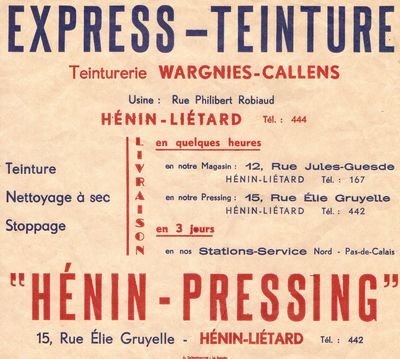 EXPRESS-TEINTURE
Teinturerie WARGNIES-CALLENS
Usine : Rue Philibert Robiaud
HÉNIN-LIÉTARD Tél. : 444
LIVRAISON
en quelques heures
Teinture
en notre Magasin : 12, Rue Jules-Guesde
HÉNIN-LIÉTARD Tél. : 167
Nettoyage à sec
en notre Pressing : 15, Rue Élie Gruyelle
HÉNIN-LIÉTARD Tél. : 442
Stoppage
en 3 jours
en nos Stations-Service Nord - Pas-de-Calais
"HÉNIN-PRESSING"
15, Rue Élie Gruyelle - HÉNIN-LIÉTARD Tél. : 442